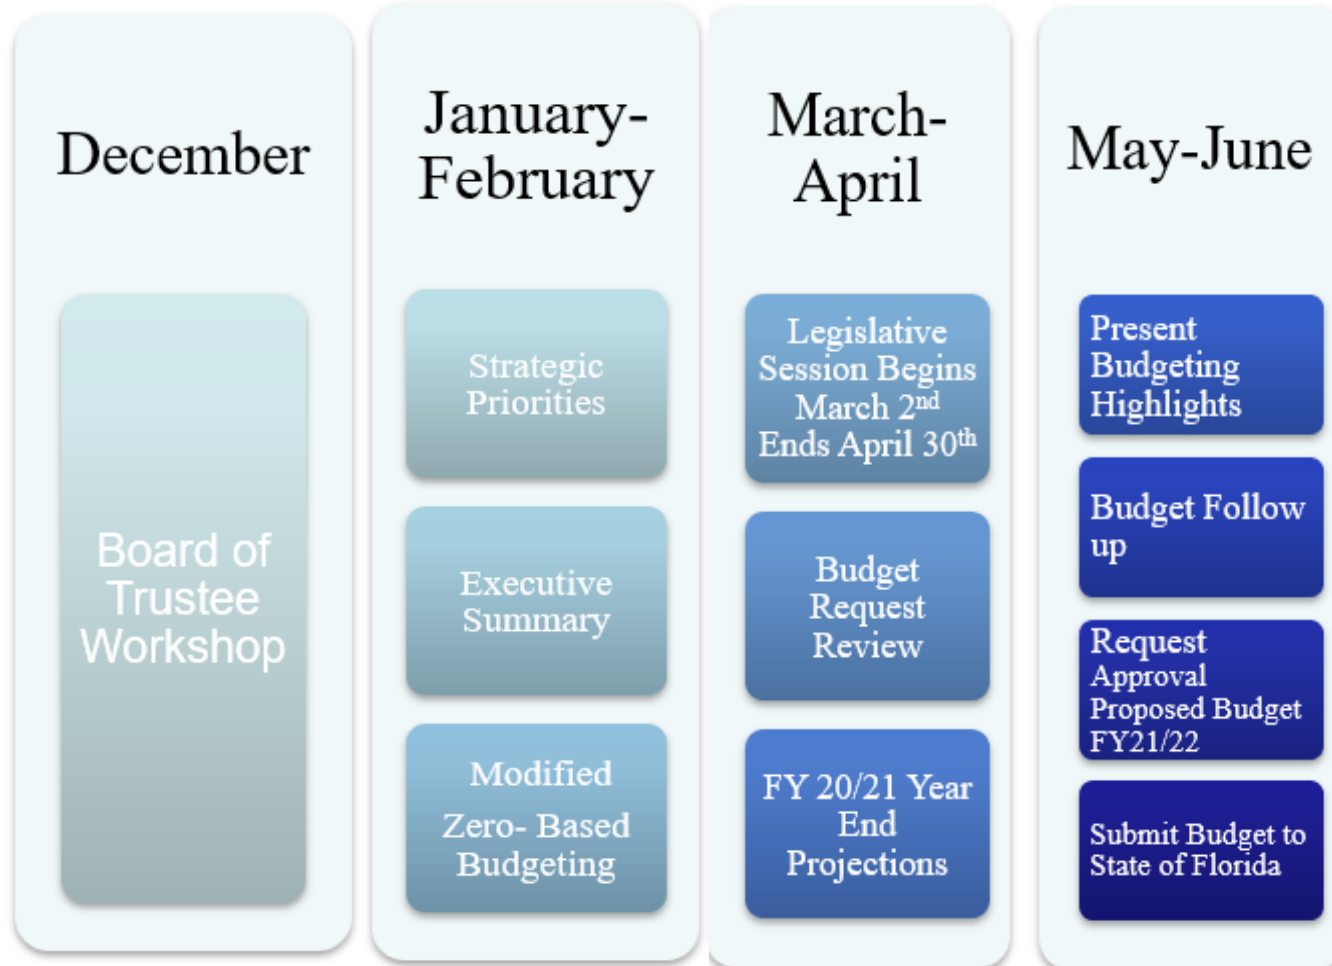 December
Board of
Trustee
Workshop
January-
February
Strategic
Priorities
Executive
Summary
Modified
Zero- Based
Budgeting
March-
April
Legislative
Session Begins
March 2nd
Ends April 30th
Budget
Request
Review
FY 20/21 Year
End
Projections
May-June
Present
Budgeting
Highlights
Budget Follow
up
Request
Approval
Proposed Budget
FY21/22
Submit Budget to
State of Florida